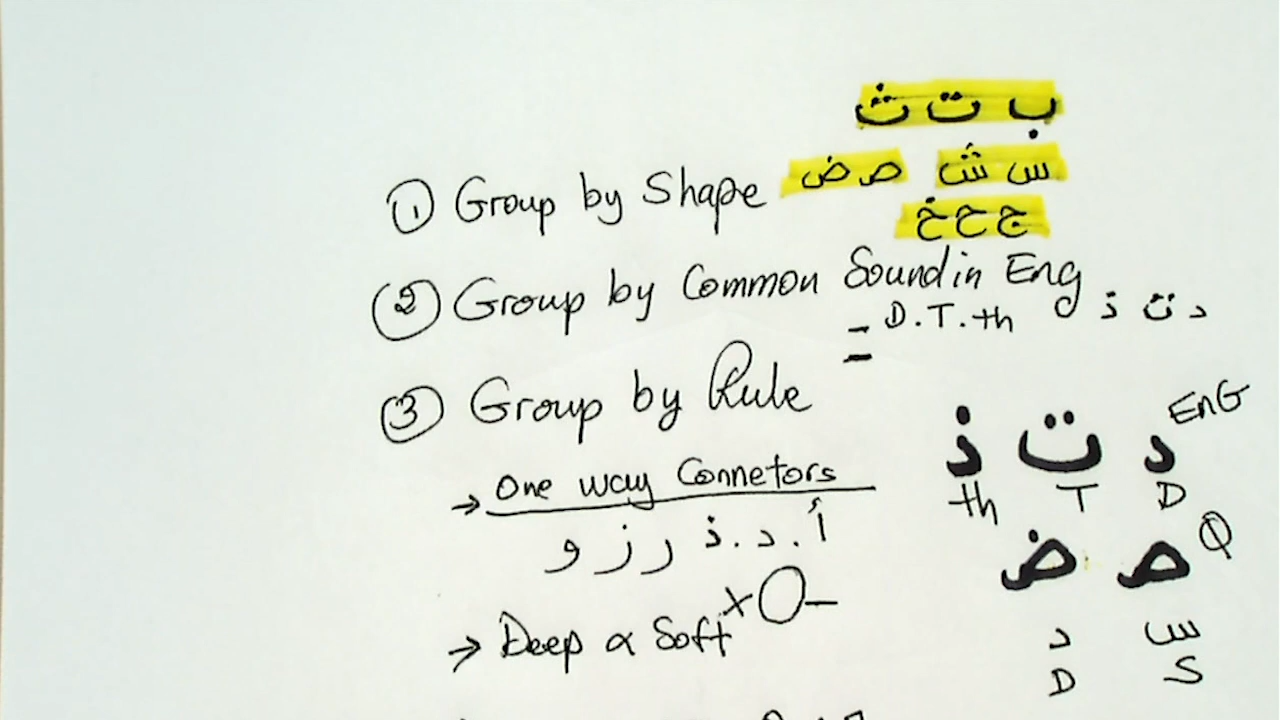 ب ت ث
س ش ص ض
① Group by Shape
ج ح خ
② Group by Common Sound in Eng
= D.T.th د ت ذ
③ Group by Rule
EnG
د ت ذ
→ One way Connetors
th T D
أ . د . ذ ر ز و
ص ض
→ Deep & Soft
س د
D S